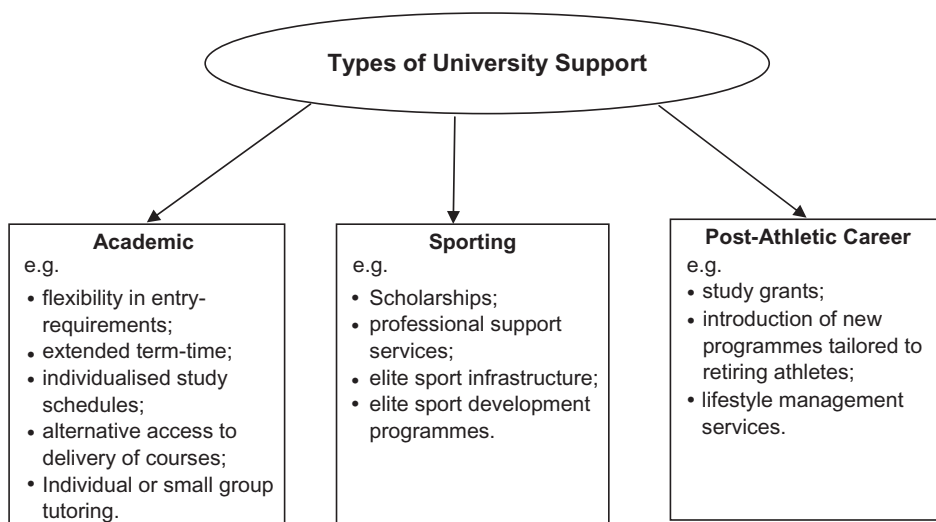 Types of University Support
Academic
e.g.
• flexibility in entry-
requirements;
• extended term-time;
• individualised study
schedules;
• alternative access to
delivery of courses;
• Individual or small group
tutoring.
Sporting
e.g.
• Scholarships;
• professional support
services;
• elite sport infrastructure;
• elite sport development
programmes.
Post-Athletic Career
e.g.
• study grants;
• introduction of new
programmes tailored to
retiring athletes;
• lifestyle management
services.